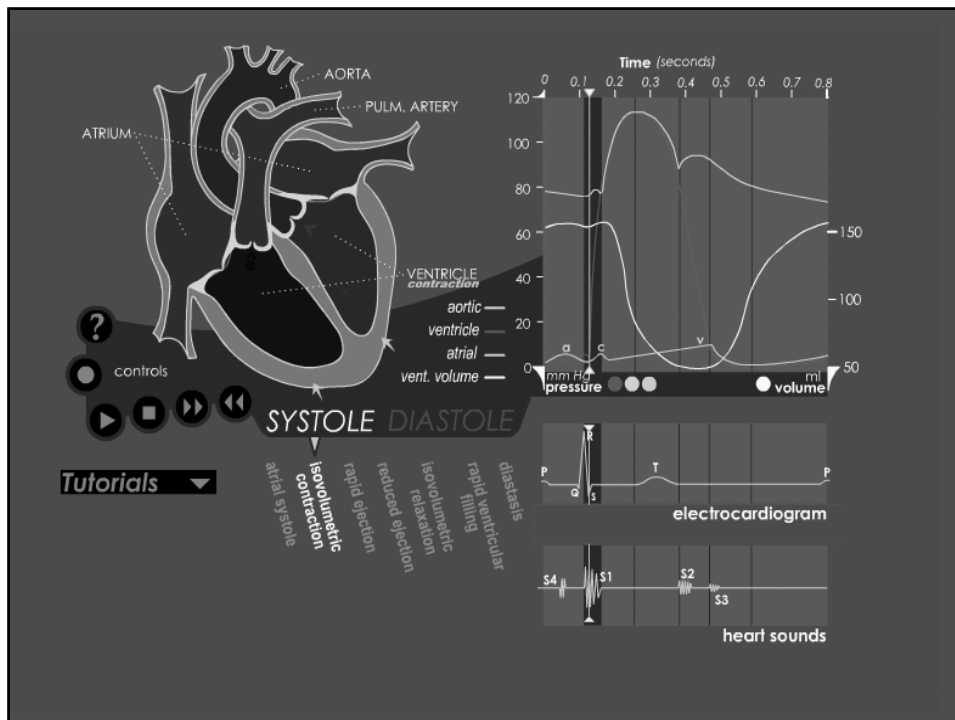 AORTA
PULM. ARTERY
ATRIUM
VENTRICLE
contraction
aortic
ventricle
atrial
vent. volume
?
controls
SYSTOLE DIASTOLE
Tutorials
atrial systole
isovolumetric
contraction
rapid ejection
reduced ejection
isovolumetric
relaxation
rapid ventricular
filling
diastasis
Time (seconds)
0 0.1 0.2 0.3 0.4 0.5 0.6 0.7 0.8
120
100
80
60
40
20
0
150
100
50
a c v
mm Hg ml
pressure volume
P Q R S T P
electrocardiogram
S4 S1 S2 S3
heart sounds